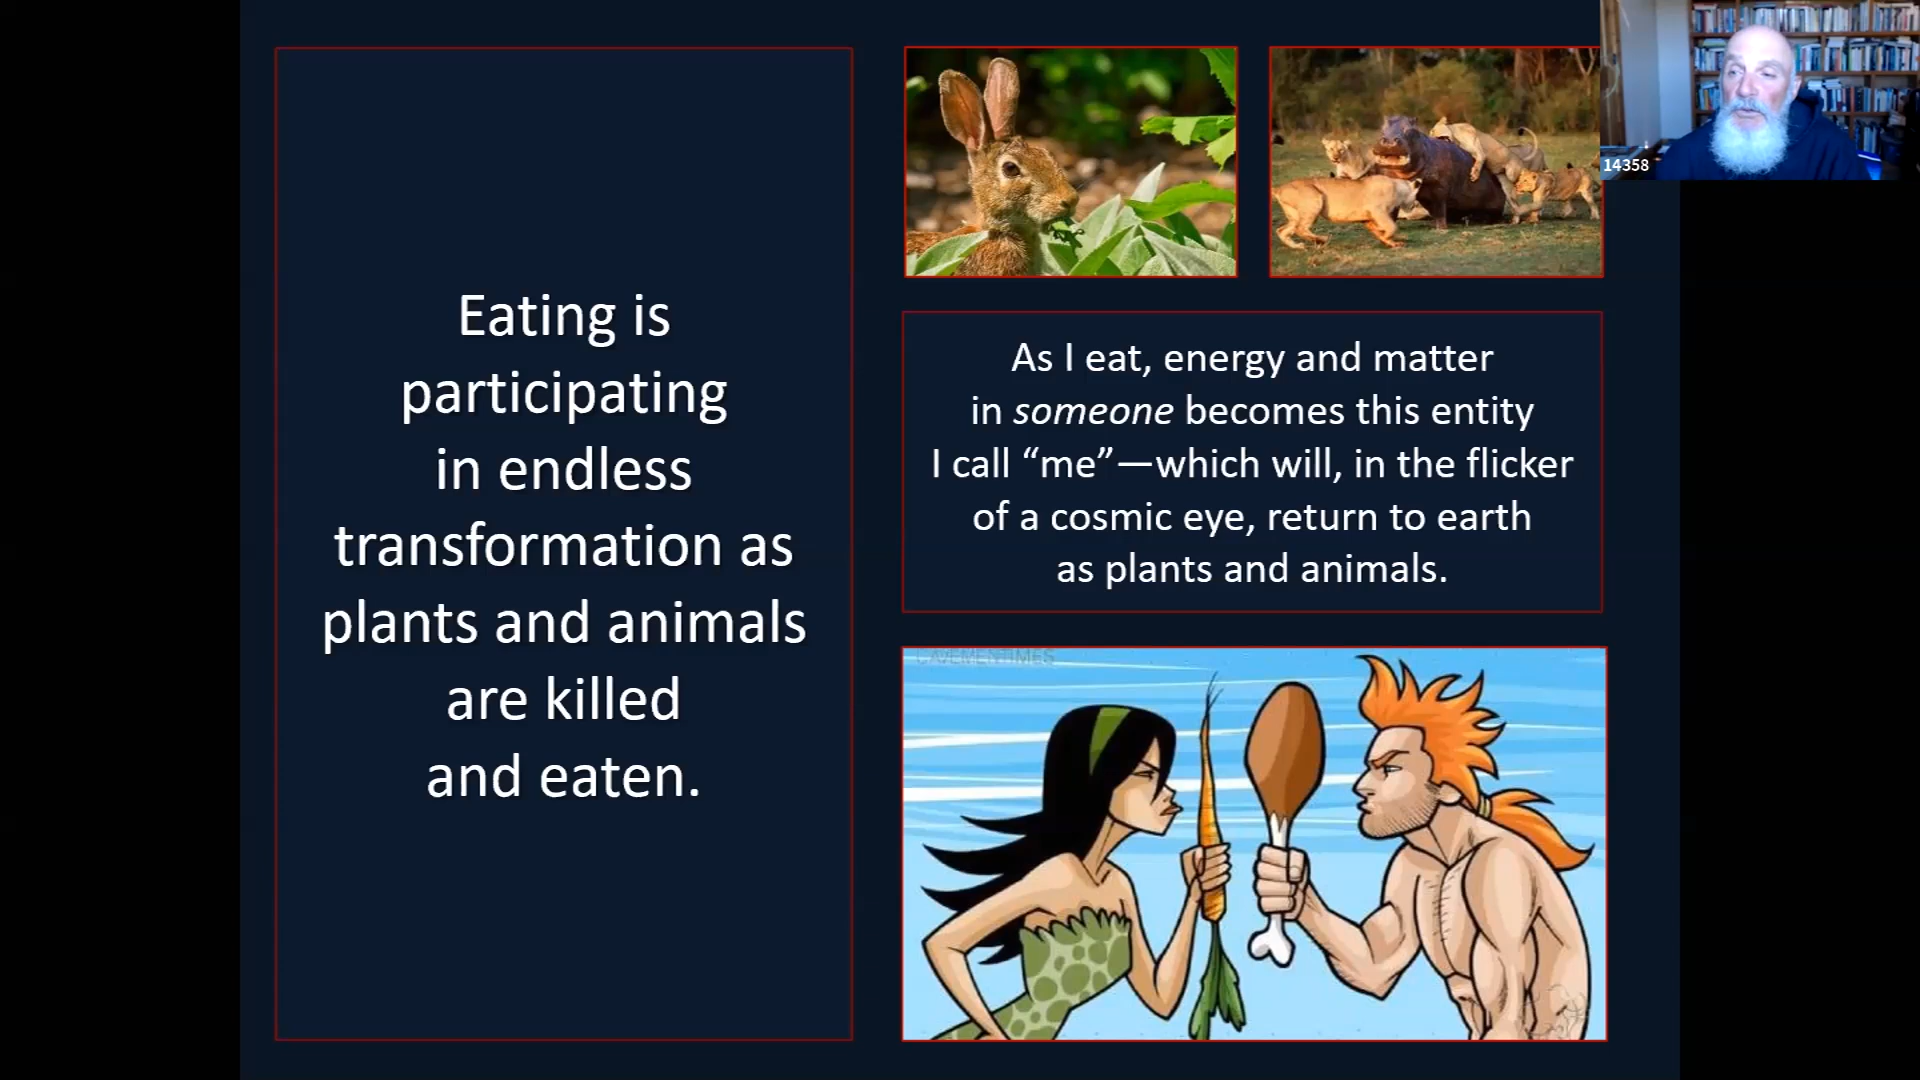 Eating is
participating
in endless
transformation as
plants and animals
are killed
and eaten.
14358
As I eat, energy and matter
in someone becomes this entity
I call “me”—which will, in the flicker
of a cosmic eye, return to earth
as plants and animals.
CAVEMENTIMES